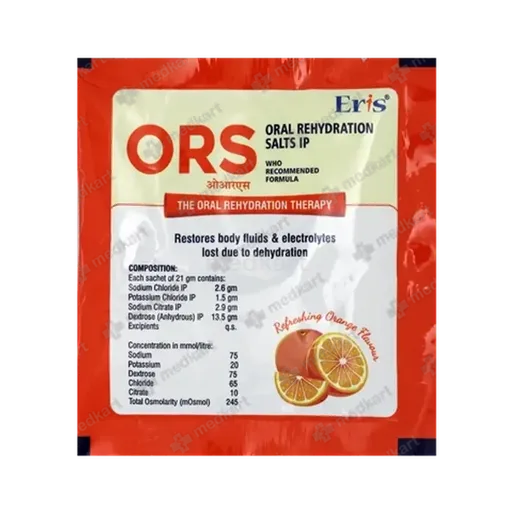 Eris®
ORS
ओआरएस
ORAL REHYDRATION
SALTS IP
WHO
RECOMMENDED
FORMULA
THE ORAL REHYDRATION THERAPY
Restores body fluids & electrolytes
lost due to dehydration
COMPOSITION:
Each sachet of 21 gm contains:
Sodium Chloride IP 2.6 gm
Potassium Chloride IP 1.5 gm
Sodium Citrate IP 2.9 gm
Dextrose (Anhydrous) IP 13.5 gm
Excipients q.s.
Concentration in mmol/litre:
Sodium 75
Potassium 20
Dextrose 75
Chloride 65
Citrate 10
Total Osmolarity (mOsmol) 245
Refreshing Orange Flavour
medkart